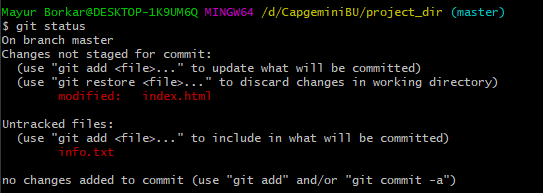 Mayur Borkar@DESKTOP-1K9UM6Q MINGW64 /d/CapgeminiBU/project_dir (master)
$ git status
On branch master
Changes not staged for commit:
  (use "git add <file>..." to update what will be committed)
  (use "git restore <file>..." to discard changes in working directory)
        modified:   index.html

Untracked files:
  (use "git add <file>..." to include in what will be committed)
        info.txt

no changes added to commit (use "git add" and/or "git commit -a")